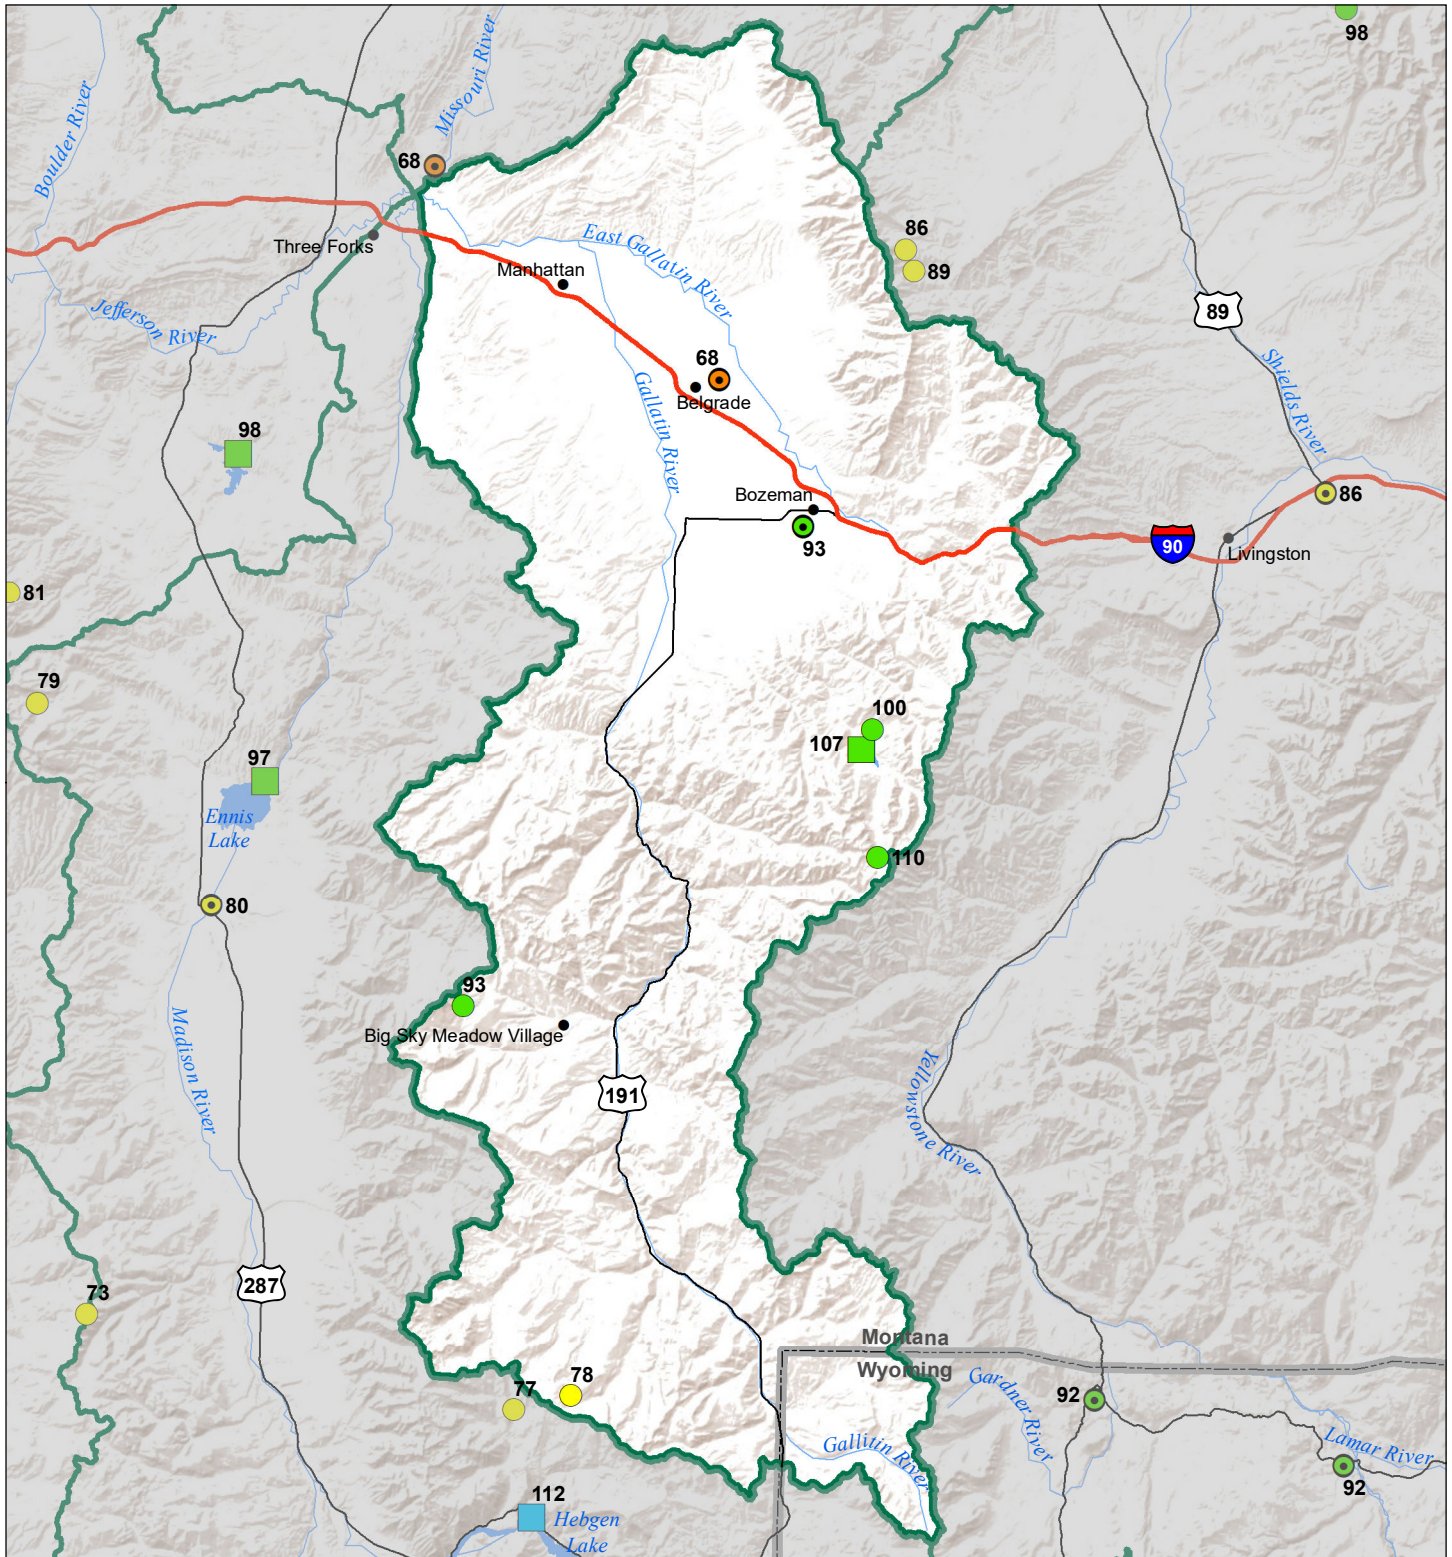 98
Missouri River
Boulder River
68
86
Three Forks
East Gallatin River
89
Manhattan
89
Jefferson River
68
Shields River
Belgrade
Gallatin River
98
Bozeman
86
93
90
Livingston
81
79
100
107
97
Ennis
Lake
110
80
93
Big Sky Meadow Village
Madison River
Yellowstone River
191
287
73
Montana
Wyoming
78
77
Gardner River
92
Gallitin River
Lamar River
92
112
Hebgen
Lake